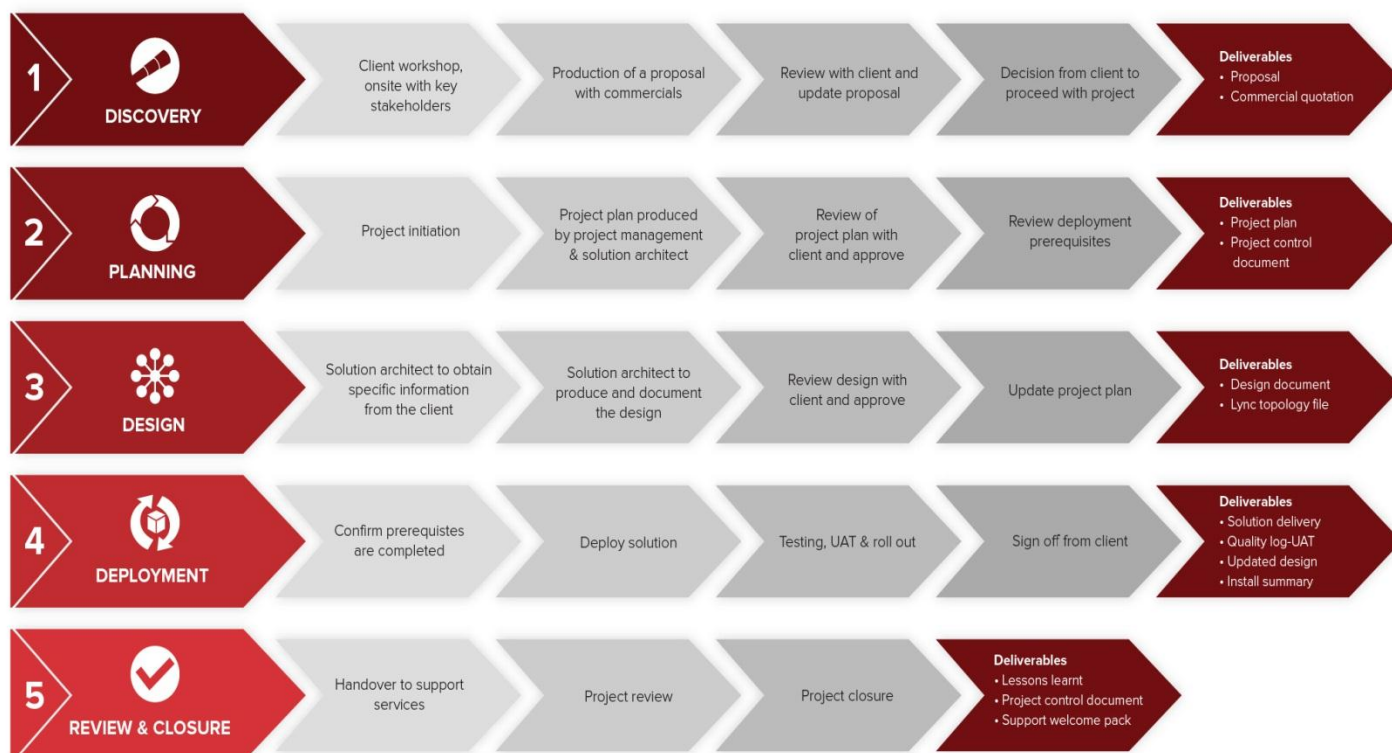 1
DISCOVERY
Client workshop,
onsite with key
stakeholders
Production of a proposal
with commercials
Review with client and
update proposal
Decision from client to
proceed with project
Deliverables
• Proposal
• Commercial quotation
2
PLANNING
Project initiation
Project plan produced
by project management
& solution architect
Review of
project plan with
client and approve
Review deployment
prerequisites
Deliverables
• Project plan
• Project control
document
3
DESIGN
Solution architect to obtain
specific information
from the client
Solution architect to
produce and document
the design
Review design with
client and approve
Update project plan
Deliverables
• Design document
• Lync topology file
4
DEPLOYMENT
Confirm prerequistes
are completed
Deploy solution
Testing, UAT & roll out
Sign off from client
Deliverables
• Solution delivery
• Quality log-UAT
• Updated design
• Install summary
5
REVIEW & CLOSURE
Handover to support
services
Project review
Project closure
Deliverables
• Lessons learnt
• Project control document
• Support welcome pack